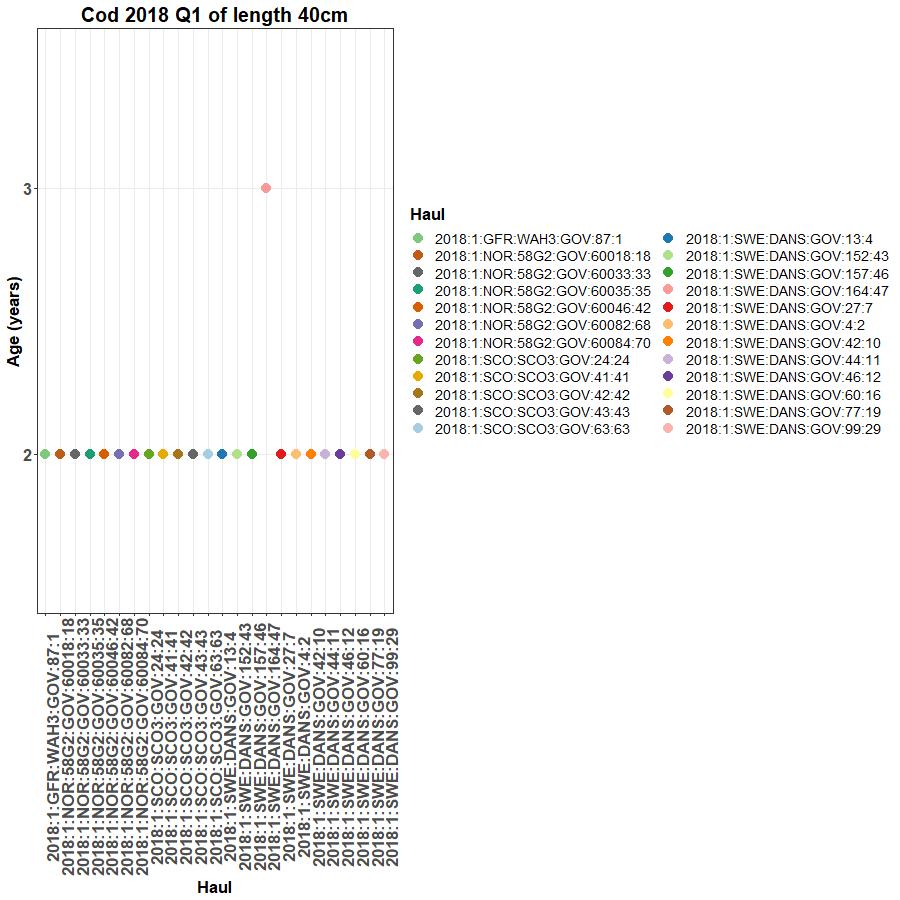 Cod 2018 Q1 of length 40cm
Age (years)
3
2
2018:1:GFR:WAH3:GOV:87:1
2018:1:NOR:58G2:GOV:60018:18
2018:1:NOR:58G2:GOV:60033:33
2018:1:NOR:58G2:GOV:60035:35
2018:1:NOR:58G2:GOV:60046:42
2018:1:NOR:58G2:GOV:60082:68
2018:1:NOR:58G2:GOV:60084:70
2018:1:SCO:SCO3:GOV:24:24
2018:1:SCO:SCO3:GOV:41:41
2018:1:SCO:SCO3:GOV:42:42
2018:1:SCO:SCO3:GOV:43:43
2018:1:SCO:SCO3:GOV:63:63
2018:1:SWE:DANS:GOV:13:4
2018:1:SWE:DANS:GOV:152:43
2018:1:SWE:DANS:GOV:157:46
2018:1:SWE:DANS:GOV:164:47
2018:1:SWE:DANS:GOV:27:7
2018:1:SWE:DANS:GOV:4:2
2018:1:SWE:DANS:GOV:42:10
2018:1:SWE:DANS:GOV:44:11
2018:1:SWE:DANS:GOV:46:12
2018:1:SWE:DANS:GOV:60:16
2018:1:SWE:DANS:GOV:77:19
2018:1:SWE:DANS:GOV:99:29
Haul
Haul
2018:1:GFR:WAH3:GOV:87:1
2018:1:NOR:58G2:GOV:60018:18
2018:1:NOR:58G2:GOV:60033:33
2018:1:NOR:58G2:GOV:60035:35
2018:1:NOR:58G2:GOV:60046:42
2018:1:NOR:58G2:GOV:60082:68
2018:1:NOR:58G2:GOV:60084:70
2018:1:SCO:SCO3:GOV:24:24
2018:1:SCO:SCO3:GOV:41:41
2018:1:SCO:SCO3:GOV:42:42
2018:1:SCO:SCO3:GOV:43:43
2018:1:SCO:SCO3:GOV:63:63
2018:1:SWE:DANS:GOV:13:4
2018:1:SWE:DANS:GOV:152:43
2018:1:SWE:DANS:GOV:157:46
2018:1:SWE:DANS:GOV:164:47
2018:1:SWE:DANS:GOV:27:7
2018:1:SWE:DANS:GOV:4:2
2018:1:SWE:DANS:GOV:42:10
2018:1:SWE:DANS:GOV:44:11
2018:1:SWE:DANS:GOV:46:12
2018:1:SWE:DANS:GOV:60:16
2018:1:SWE:DANS:GOV:77:19
2018:1:SWE:DANS:GOV:99:29